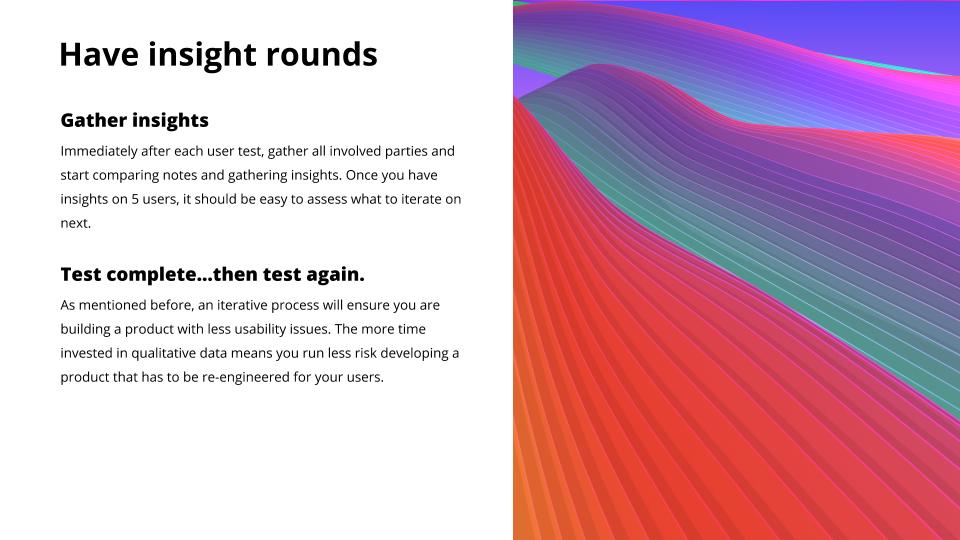 Have insight rounds
Gather insights
Immediately after each user test, gather all involved parties and
start comparing notes and gathering insights. Once you have
insights on 5 users, it should be easy to assess what to iterate on
next.
Test complete...then test again.
As mentioned before, an iterative process will ensure you are
building a product with less usability issues. The more time
invested in qualitative data means you run less risk developing a
product that has to be re-engineered for your users.